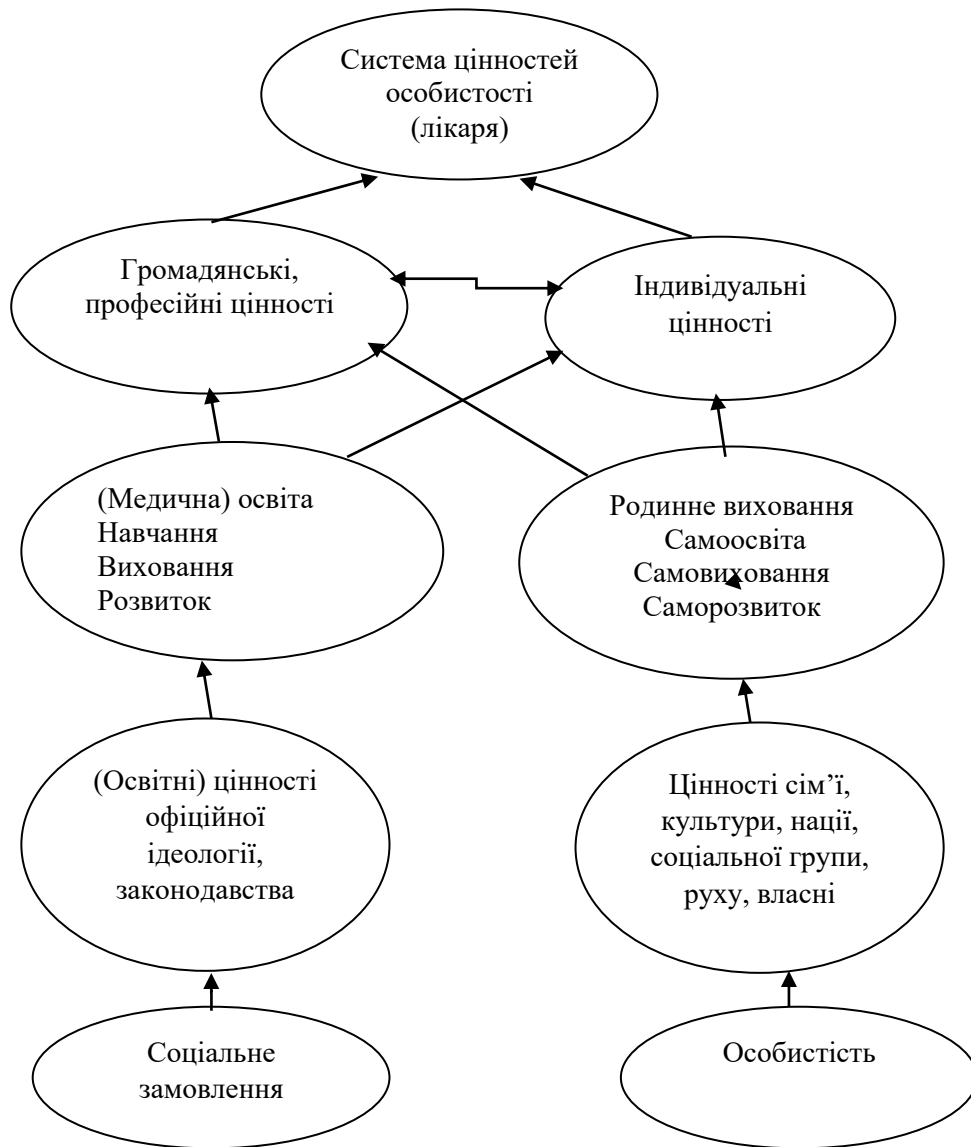 Система цінностей
особистості
(лікаря)
Громадянські,
професійні цінності
Індивідуальні
цінності
(Медична) освіта
Навчання
Виховання
Розвиток
Родинне виховання
Самоосвіта
Самовиховання
Саморозвиток
(Освітні) цінності
офіційної
ідеології,
законодавства
Цінності сім’ї,
культури, нації,
соціальної групи,
руху, власні
Соціальне
замовлення
Особистість